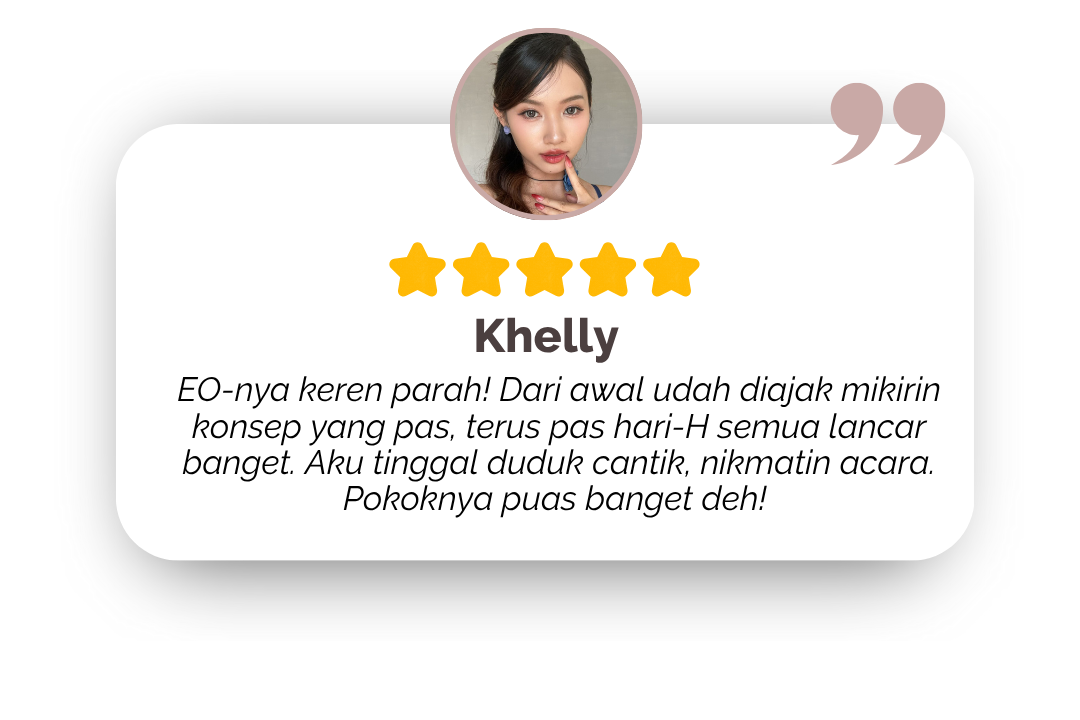 Khelly
EO-nya keren parah! Dari awal udah diajak mikirin
konsep yang pas, terus pas hari-H semua lancar
banget. Aku tinggal duduk cantik, nikmatin acara.
Pokoknya puas banget deh!